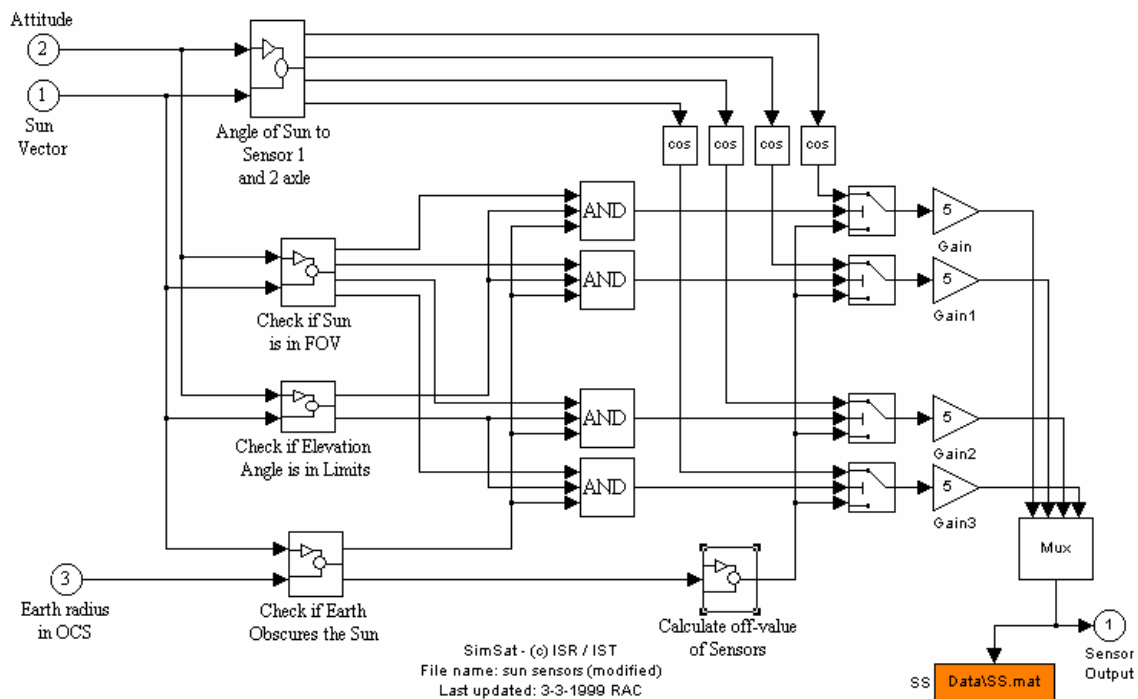 Attitude
2
1
Sun
Vector
Angle of Sun to
Sensor 1
and 2 axle
cos
cos
cos
cos
AND
5
Gain
AND
5
Gain1
Check if Sun
is in FOV
AND
5
Gain2
Check if Elevation
Angle is in Limits
AND
5
Gain3
Mux
3
Earth radius
in OCS
Check if Earth
Obscures the Sun
Calculate off-value
of Sensors
1
Sensor
Output
SS
Data\SS.mat
SimSat - (c) ISR / IST
File name: sun sensors (modified)
Last updated: 3-3-1999 RAC